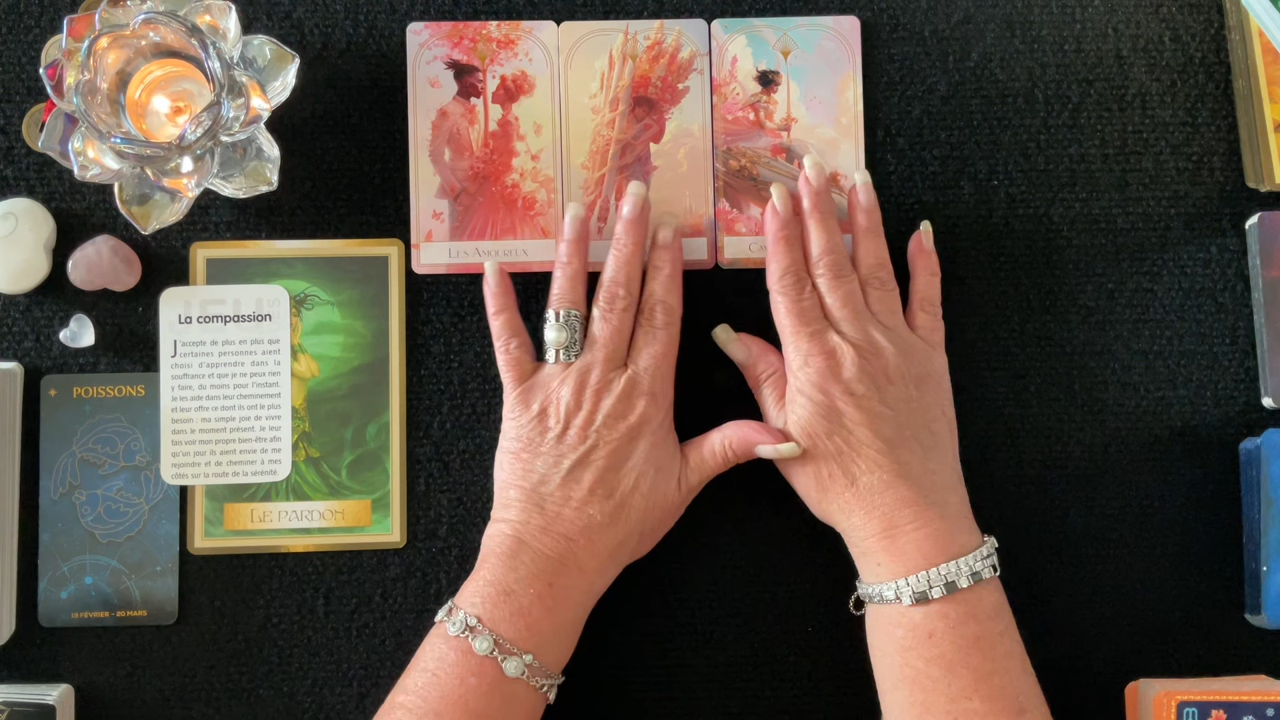 LES AMOUREUX
La compassion
J'accepte de plus en plus que
certaines personnes aient
choisi d'apprendre dans la
souffrance et que je ne peux rien
y faire, du moins pour l'instant.
Je les aide dans leur cheminement
et leur offre ce dont ils ont le plus
besoin : ma simple joie de vivre
dans le moment présent. Je leur
fais voir mon propre bien-être afin
qu'un jour ils aient envie de me
rejoindre et de cheminer à mes
côtés sur la route de la sérénité.
POISSONS
19 FÉVRIER - 20 MARS
LE PARDON